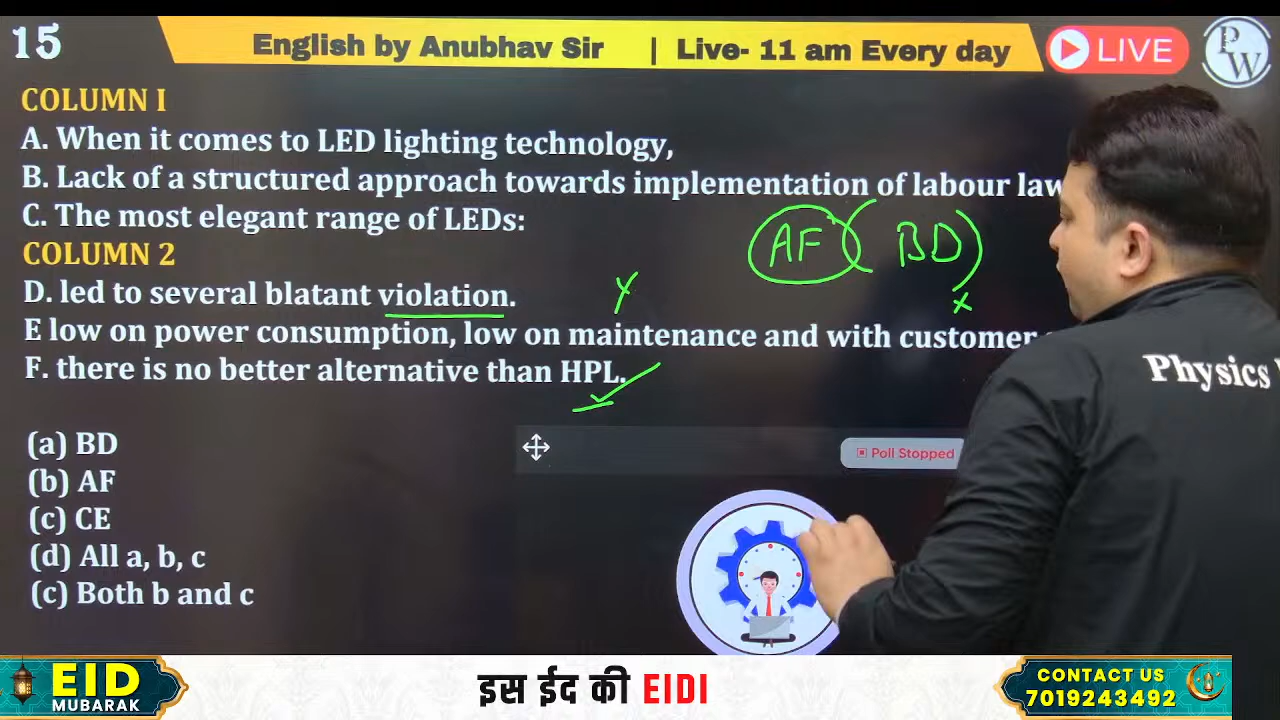 15
English by Anubhav Sir | Live- 11 am Every day
LIVE
PW
COLUMN I
A. When it comes to LED lighting technology,
B. Lack of a structured approach towards implementation of labour law
C. The most elegant range of LEDs:
AF (BD)
COLUMN 2
D. led to several blatant violation.
E low on power consumption, low on maintenance and with customer
F. there is no better alternative than HPL.
Physics
(a) BD
Poll Stopped
(b) AF
(c) CE
(d) All a, b, c
(c) Both b and c
EID
MUBARAK
इस ईद की EIDI
CONTACT US
7019243492